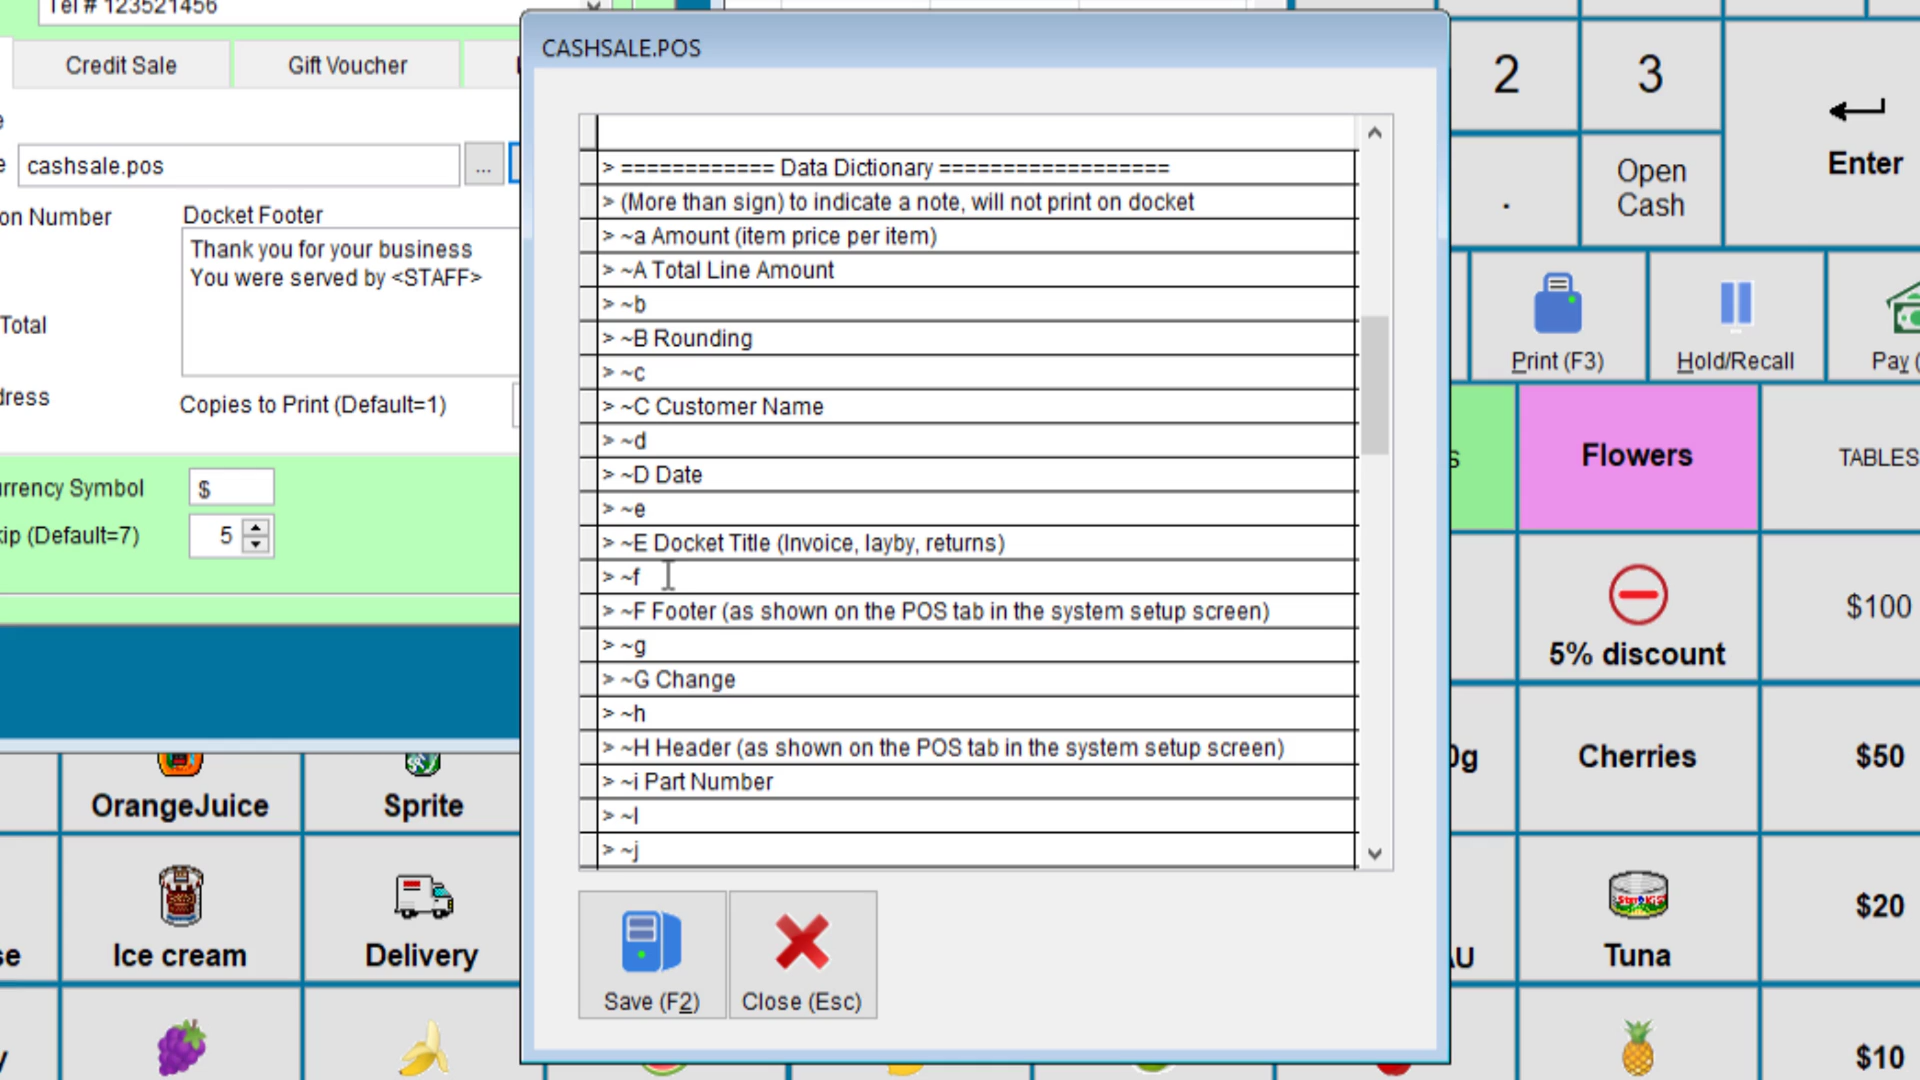 Tel # 123521456
Credit Sale
Gift Voucher
cashsale.pos
...
on Number
Docket Footer
Thank you for your business
You were served by <STAFF>
Total
ress
Copies to Print (Default=1)
rrency Symbol
$
ip (Default=7)
5
OrangeJuice
Sprite
se
Ice cream
Delivery
CASHSALE.POS
> ============ Data Dictionary ==================
> (More than sign) to indicate a note, will not print on docket
> ~a Amount (item price per item)
> ~A Total Line Amount
> ~b
> ~B Rounding
> ~c
> ~C Customer Name
> ~d
> ~D Date
> ~e
> ~E Docket Title (Invoice, layby, returns)
> ~f
> ~F Footer (as shown on the POS tab in the system setup screen)
> ~g
> ~G Change
> ~h
> ~H Header (as shown on the POS tab in the system setup screen)
> ~i Part Number
> ~I
> ~j
Save (F2)
Close (Esc)
2
3
Enter
.
Open
Cash
Print (F3)
Hold/Recall
Pay (
s
Flowers
TABLES
5% discount
$100
0g
Cherries
$50
AU
Tuna
$20
$10